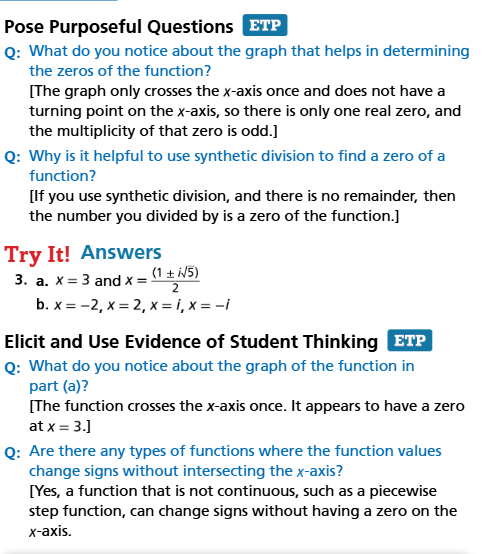 Pose Purposeful Questions ETP
Q: What do you notice about the graph that helps in determining
the zeros of the function?
[The graph only crosses the x-axis once and does not have a
turning point on the x-axis, so there is only one real zero, and
the multiplicity of that zero is odd.]
Q: Why is it helpful to use synthetic division to find a zero of a
function?
[If you use synthetic division, and there is no remainder, then
the number you divided by is a zero of the function.]
Try It! Answers
3. a. x = 3 and x = (1 ± i√5)/2
b. x = −2, x = 2, x = i, x = −i
Elicit and Use Evidence of Student Thinking ETP
Q: What do you notice about the graph of the function in
part (a)?
[The function crosses the x-axis once. It appears to have a zero
at x = 3.]
Q: Are there any types of functions where the function values
change signs without intersecting the x-axis?
[Yes, a function that is not continuous, such as a piecewise
step function, can change signs without having a zero on the
x-axis.